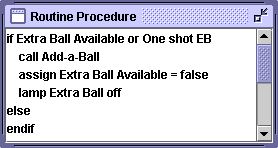 Routine Procedure
if Extra Ball Available or One shot EB
call Add-a-Ball
assign Extra Ball Available = false
lamp Extra Ball off
else
endif